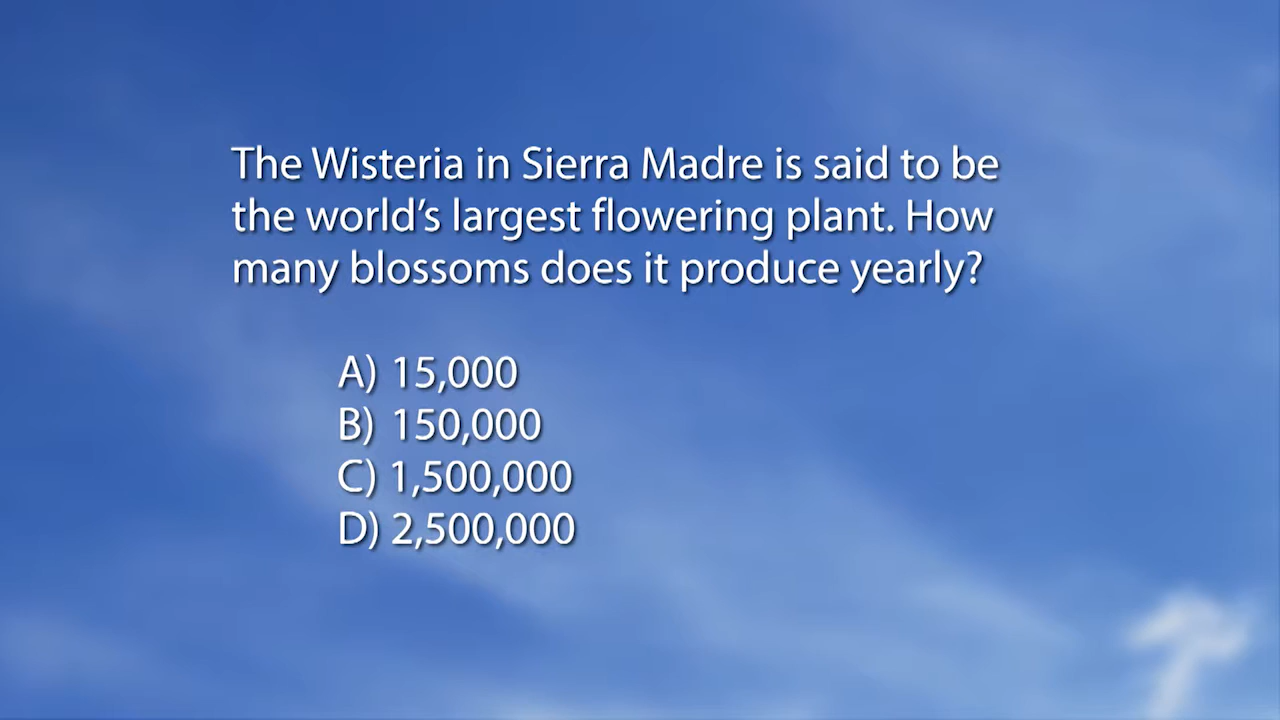 The Wisteria in Sierra Madre is said to be
the world’s largest flowering plant. How
many blossoms does it produce yearly?
A) 15,000
B) 150,000
C) 1,500,000
D) 2,500,000